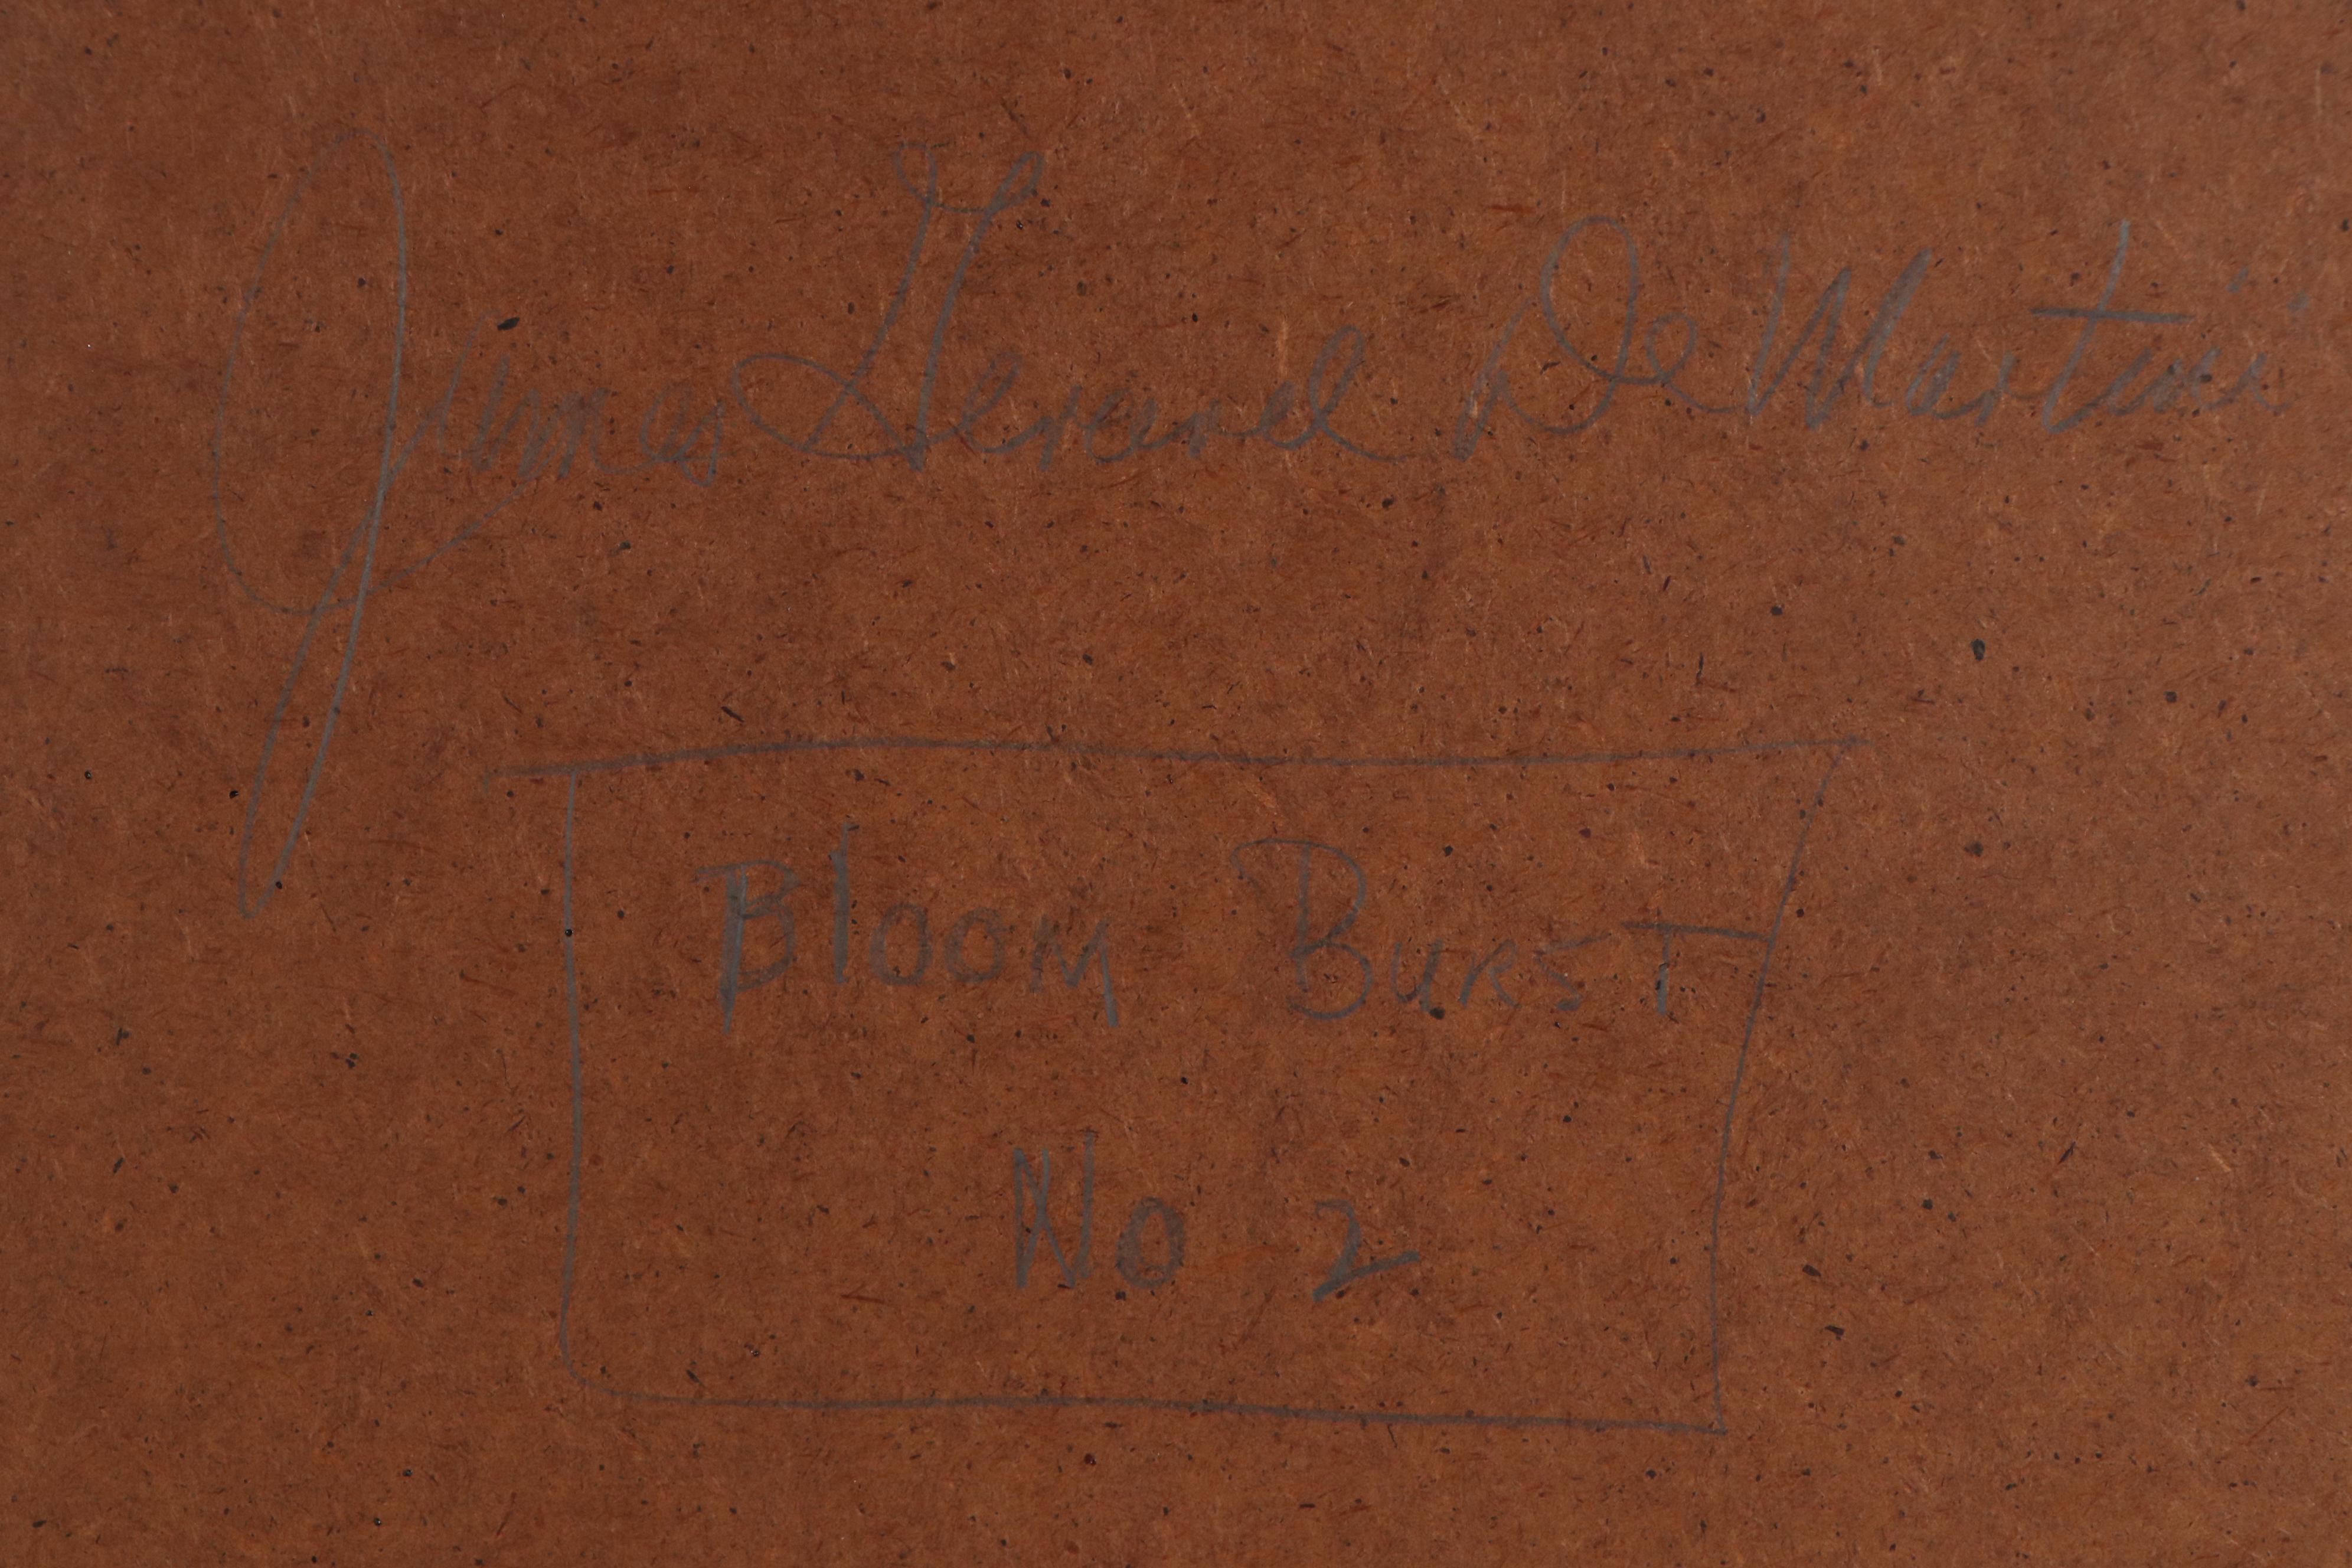 James Gerard DeMartini
Bloom Burst
No 2